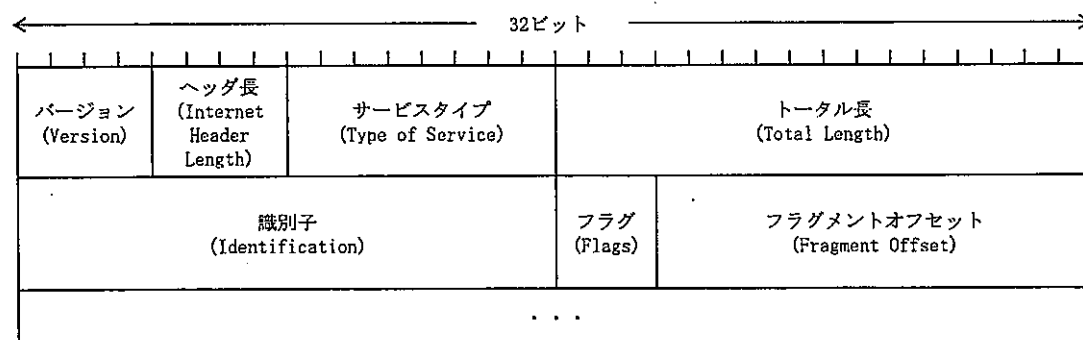 32ビット
バージョン
(Version)
ヘッダ長
(Internet
Header
Length)
サービスタイプ
(Type of Service)
トータル長
(Total Length)
識別子
(Identification)
フラグ
(Flags)
フラグメントオフセット
(Fragment Offset)
・・・